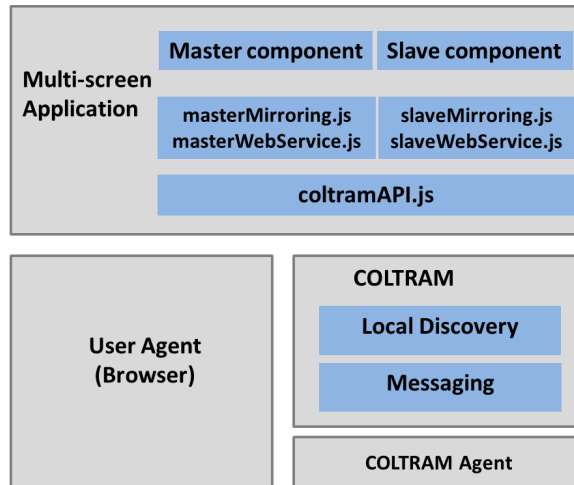 Master component
Slave component
Multi-screen
Application
masterMirroring.js
masterWebService.js
slaveMirroring.js
slaveWebService.js
coltramAPI.js
User Agent
(Browser)
COLTRAM
Local Discovery
Messaging
COLTRAM Agent